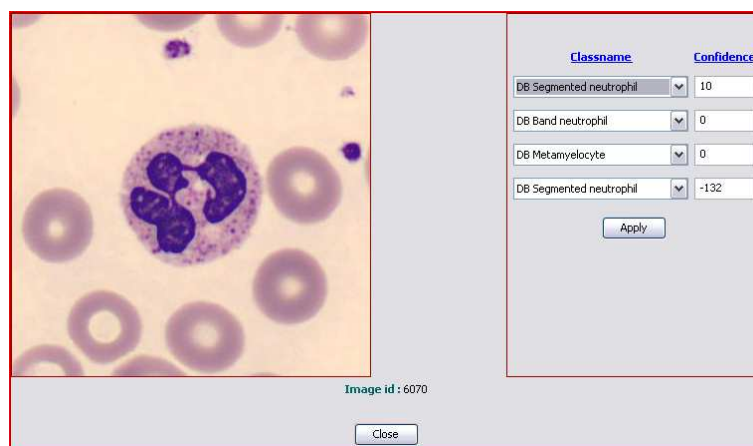 Classname Confidence
DB Segmented neutrophil 10
DB Band neutrophil 0
DB Metamyelocyte 0
DB Segmented neutrophil -132
Apply
Image id : 6070
Close